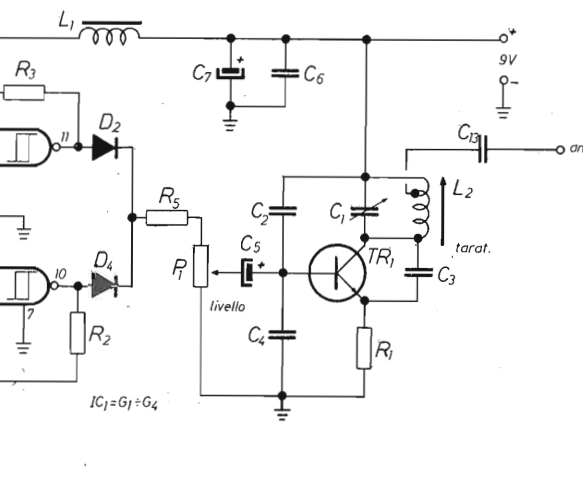 L1
+
9V
-
C7
+
C6
R3
11
D2
C13
an
L2
R5
C2
C1
P1
C5
+
TR1
tarat.
C3
livello
10
D4
7
R2
C4
R1
IC1=G1÷G4